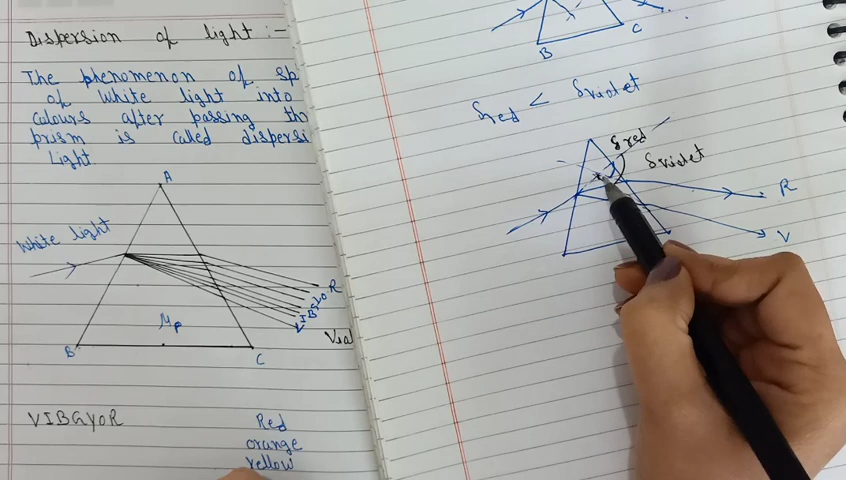 Dispersion of light :-
The phenomenon of sp
of white light into
colours after passing th
prism is called dispersi
light
A
White light
R
O
Y
G
B
I
V
μp
B
C
VIBGYOR
Red
orange
yellow
B
C
δred < δviolet
δred
δviolet
R
V